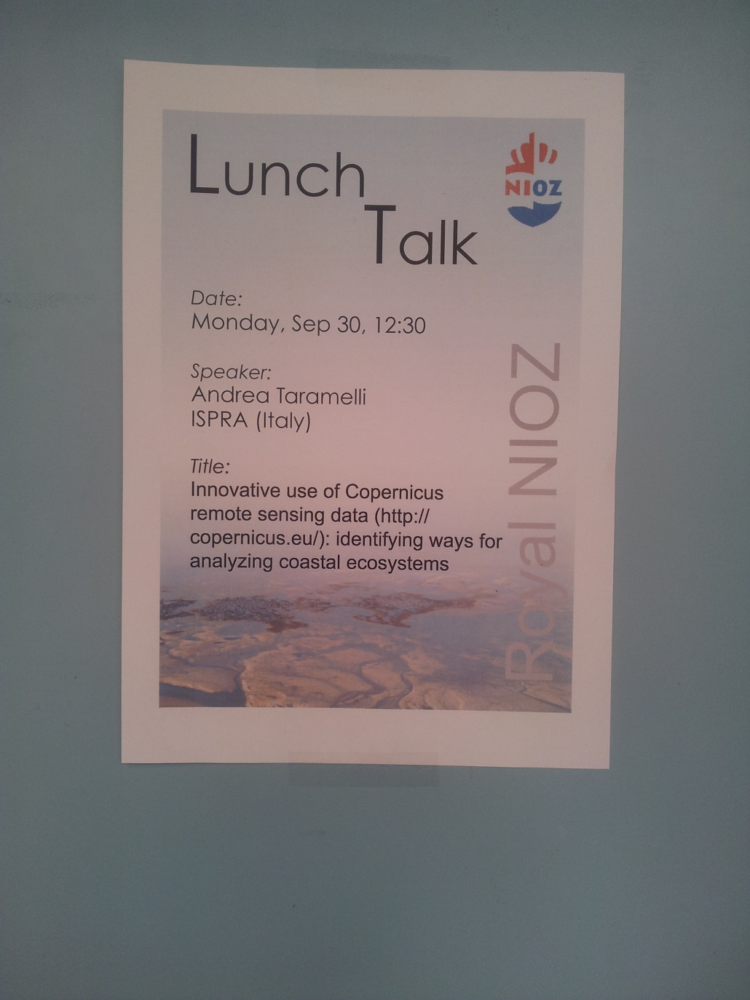 Lunch
Talk
NIOZ
Date:
Monday, Sep 30, 12:30
Speaker:
Andrea Taramelli
ISPRA (Italy)
Title:
Innovative use of Copernicus
remote sensing data (http://
copernicus.eu/): identifying ways for
analyzing coastal ecosystems
Royal NIOZ